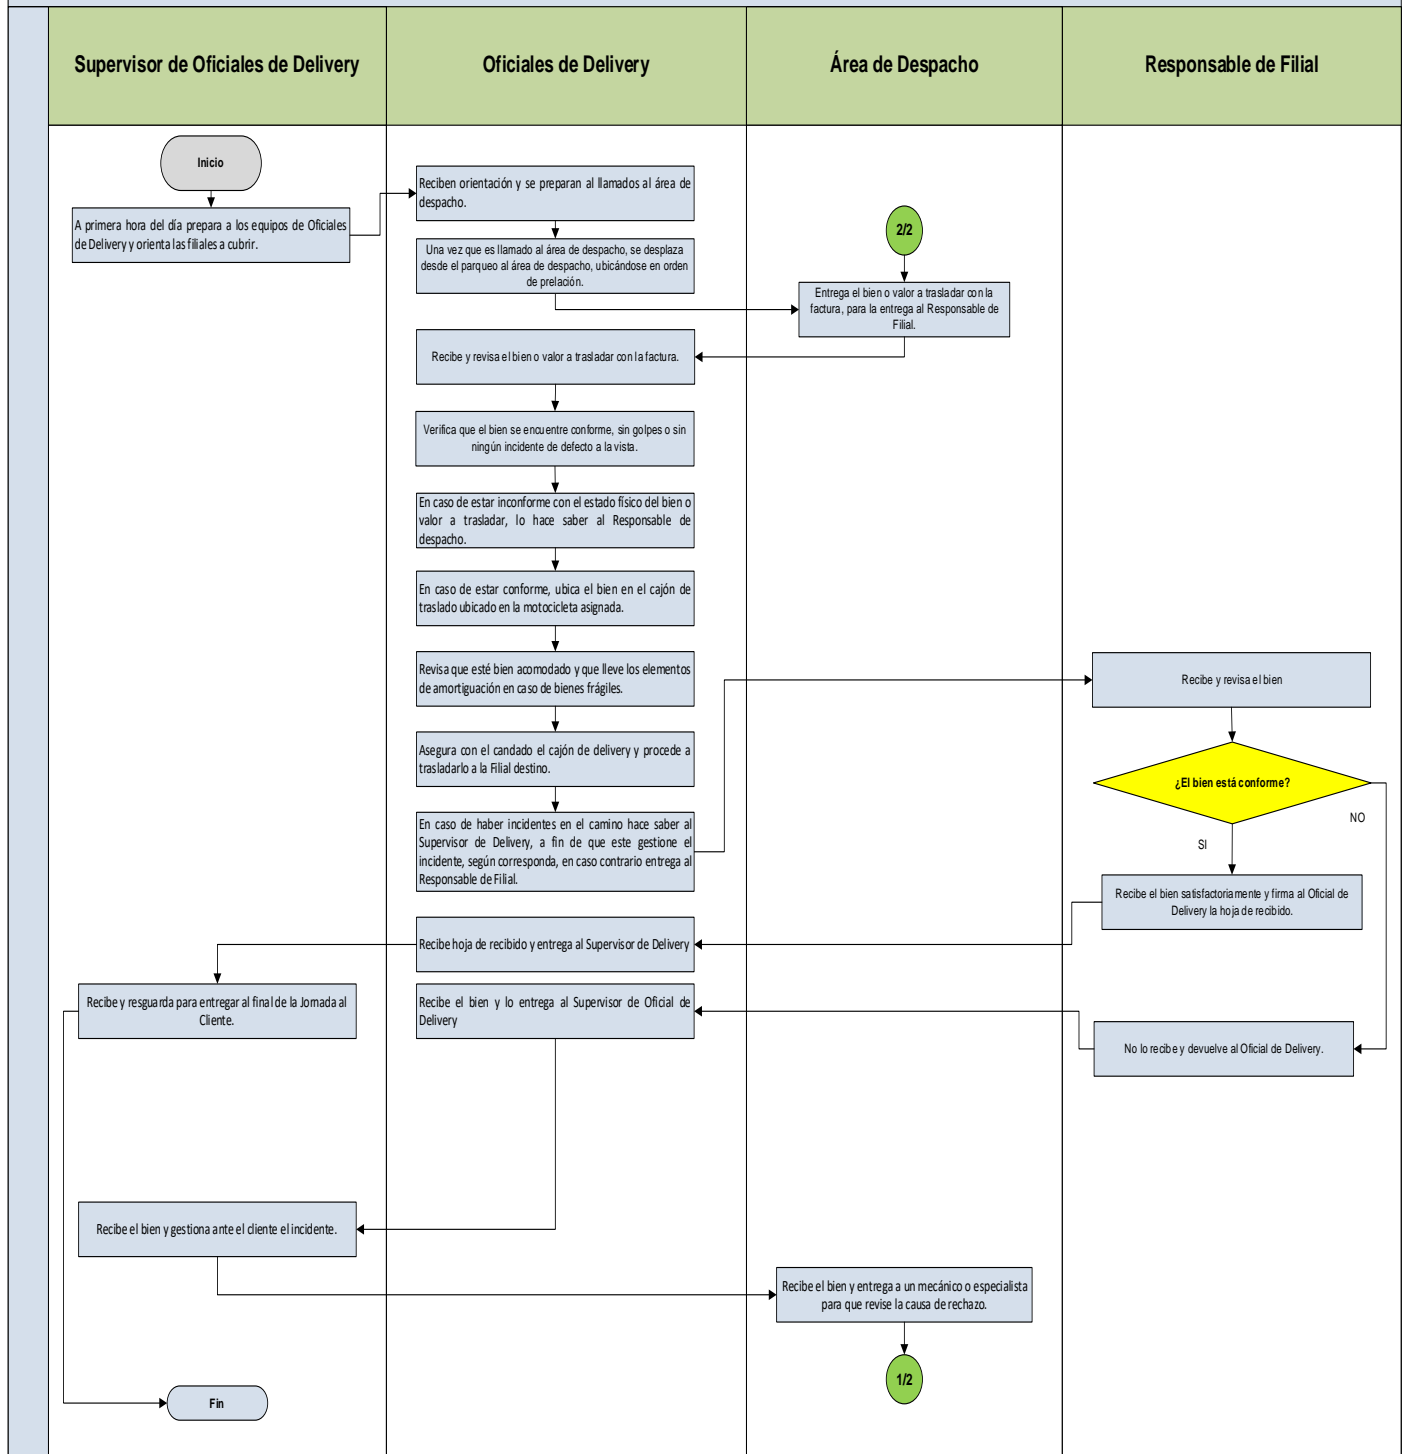 Supervisor de Oficiales de Delivery
Oficiales de Delivery
Área de Despacho
Responsable de Filial
Inicio
A primera hora del día prepara a los equipos de Oficiales
de Delivery y orienta las filiales a cubrir.
Reciben orientación y se preparan al llamados al área de
despacho.
Una vez que es llamado al área de despacho, se desplaza
desde el parqueo al área de despacho, ubicándose en orden
de prelación.
2/2
Entrega el bien o valor a trasladar con la
factura, para la entrega al Responsable de
Filial.
Recibe y revisa el bien o valor a trasladar con la factura.
Verifica que el bien se encuentre conforme, sin golpes o sin
ningún incidente de defecto a la vista.
En caso de estar inconforme con el estado físico del bien o
valor a trasladar, lo hace saber al Responsable de
despacho.
En caso de estar conforme, ubica el bien en el cajón de
traslado ubicado en la motocicleta asignada.
Revisa que esté bien acomodado y que lleve los elementos
de amortiguación en caso de bienes frágiles.
Asegura con el candado el cajón de delivery y procede a
trasladarlo a la Filial destino.
En caso de haber incidentes en el camino hace saber al
Supervisor de Delivery, a fin de que este gestione el
incidente, según corresponda, en caso contrario entrega al
Responsable de Filial.
Recibe y revisa el bien
¿El bien está conforme?
NO
SI
Recibe el bien satisfactoriamente y firma al Oficial de
Delivery la hoja de recibido.
Recibe hoja de recibido y entrega al Supervisor de Delivery
Recibe y resguarda para entregar al final de la Jornada al
Cliente.
Recibe el bien y lo entrega al Supervisor de Oficial de
Delivery
No lo recibe y devuelve al Oficial de Delivery.
Recibe el bien y gestiona ante el cliente el incidente.
Recibe el bien y entrega a un mecánico o especialista
para que revise la causa de rechazo.
1/2
Fin